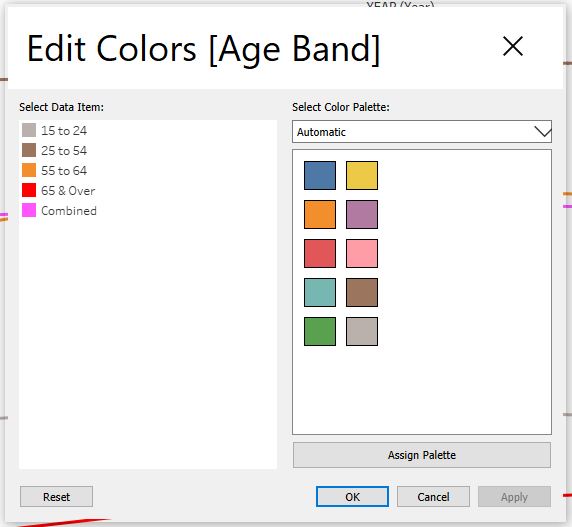 YEAR (Year)
Edit Colors [Age Band]
Select Data Item:
15 to 24
25 to 54
55 to 64
65 & Over
Combined
Select Color Palette:
Automatic
Assign Palette
Reset
OK
Cancel
Apply